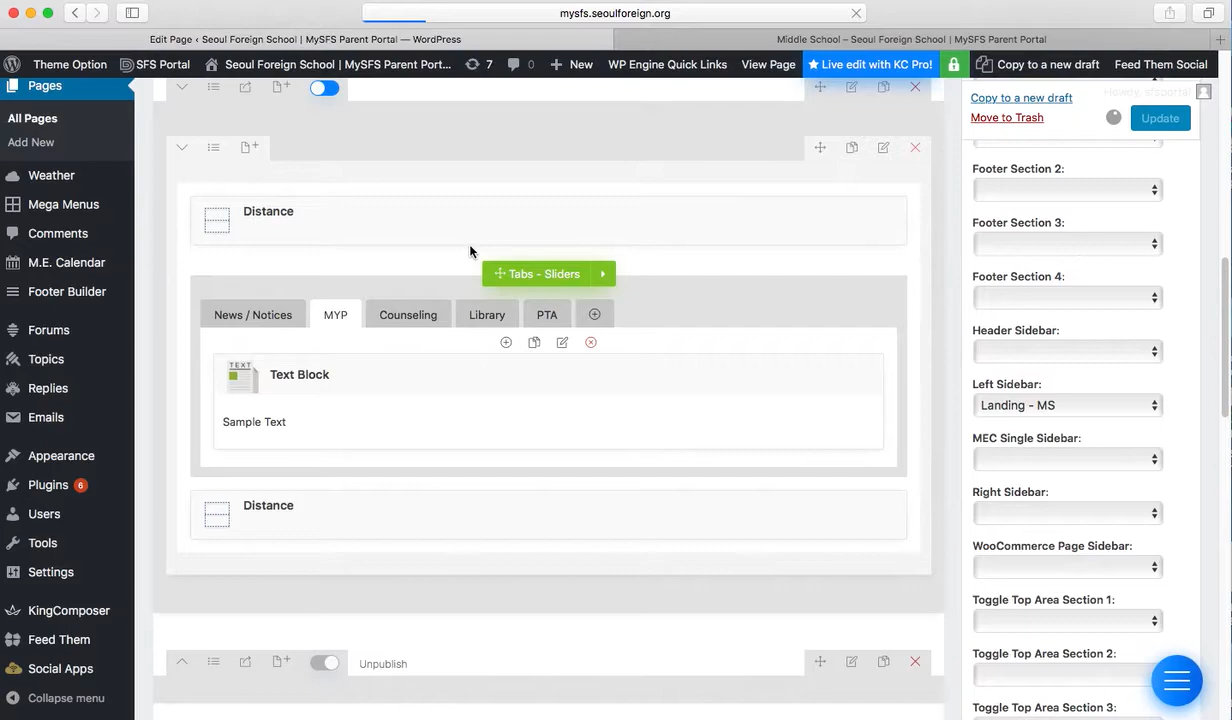 mysfs.seoulforeign.org
Edit Page ‹ Seoul Foreign School | MySFS Parent Portal — WordPress
Middle School – Seoul Foreign School | MySFS Parent Portal
Theme Option
SFS Portal
Seoul Foreign School | MySFS Parent Port...
7
0
New
WP Engine Quick Links
View Page
Live edit with KC Pro!
Copy to a new draft
Feed Them Social
Pages
All Pages
Add New
Weather
Mega Menus
Comments
M.E. Calendar
Footer Builder
Forums
Topics
Replies
Emails
Appearance
Plugins 6
Users
Tools
Settings
KingComposer
Feed Them
Social Apps
Collapse menu
Distance
Tabs - Sliders
News / Notices
MYP
Counseling
Library
PTA
TEXT
Text Block
Sample Text
Distance
Unpublish
Copy to a new draft
Move to Trash
Update
Footer Section 2:
Footer Section 3:
Footer Section 4:
Header Sidebar:
Left Sidebar:
Landing - MS
MEC Single Sidebar:
Right Sidebar:
WooCommerce Page Sidebar:
Toggle Top Area Section 1:
Toggle Top Area Section 2:
Toggle Top Area Section 3: